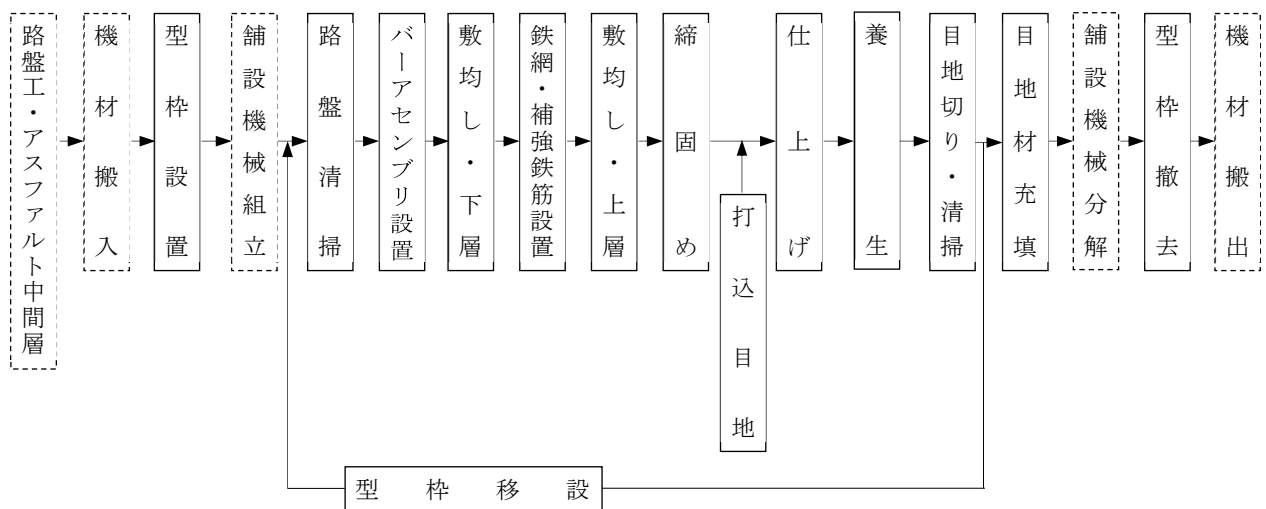 路盤工・アスファルト中間層
機材搬入
型枠設置
舗設機械組立
路盤清掃
バーアセンブリ設置
敷均し・下層
鉄網・補強鉄筋設置
敷均し・上層
締固め
打込目地
仕上げ
養生
目地切り・清掃
目地材充填
舗設機械分解
型枠撤去
機材搬出
型枠移設